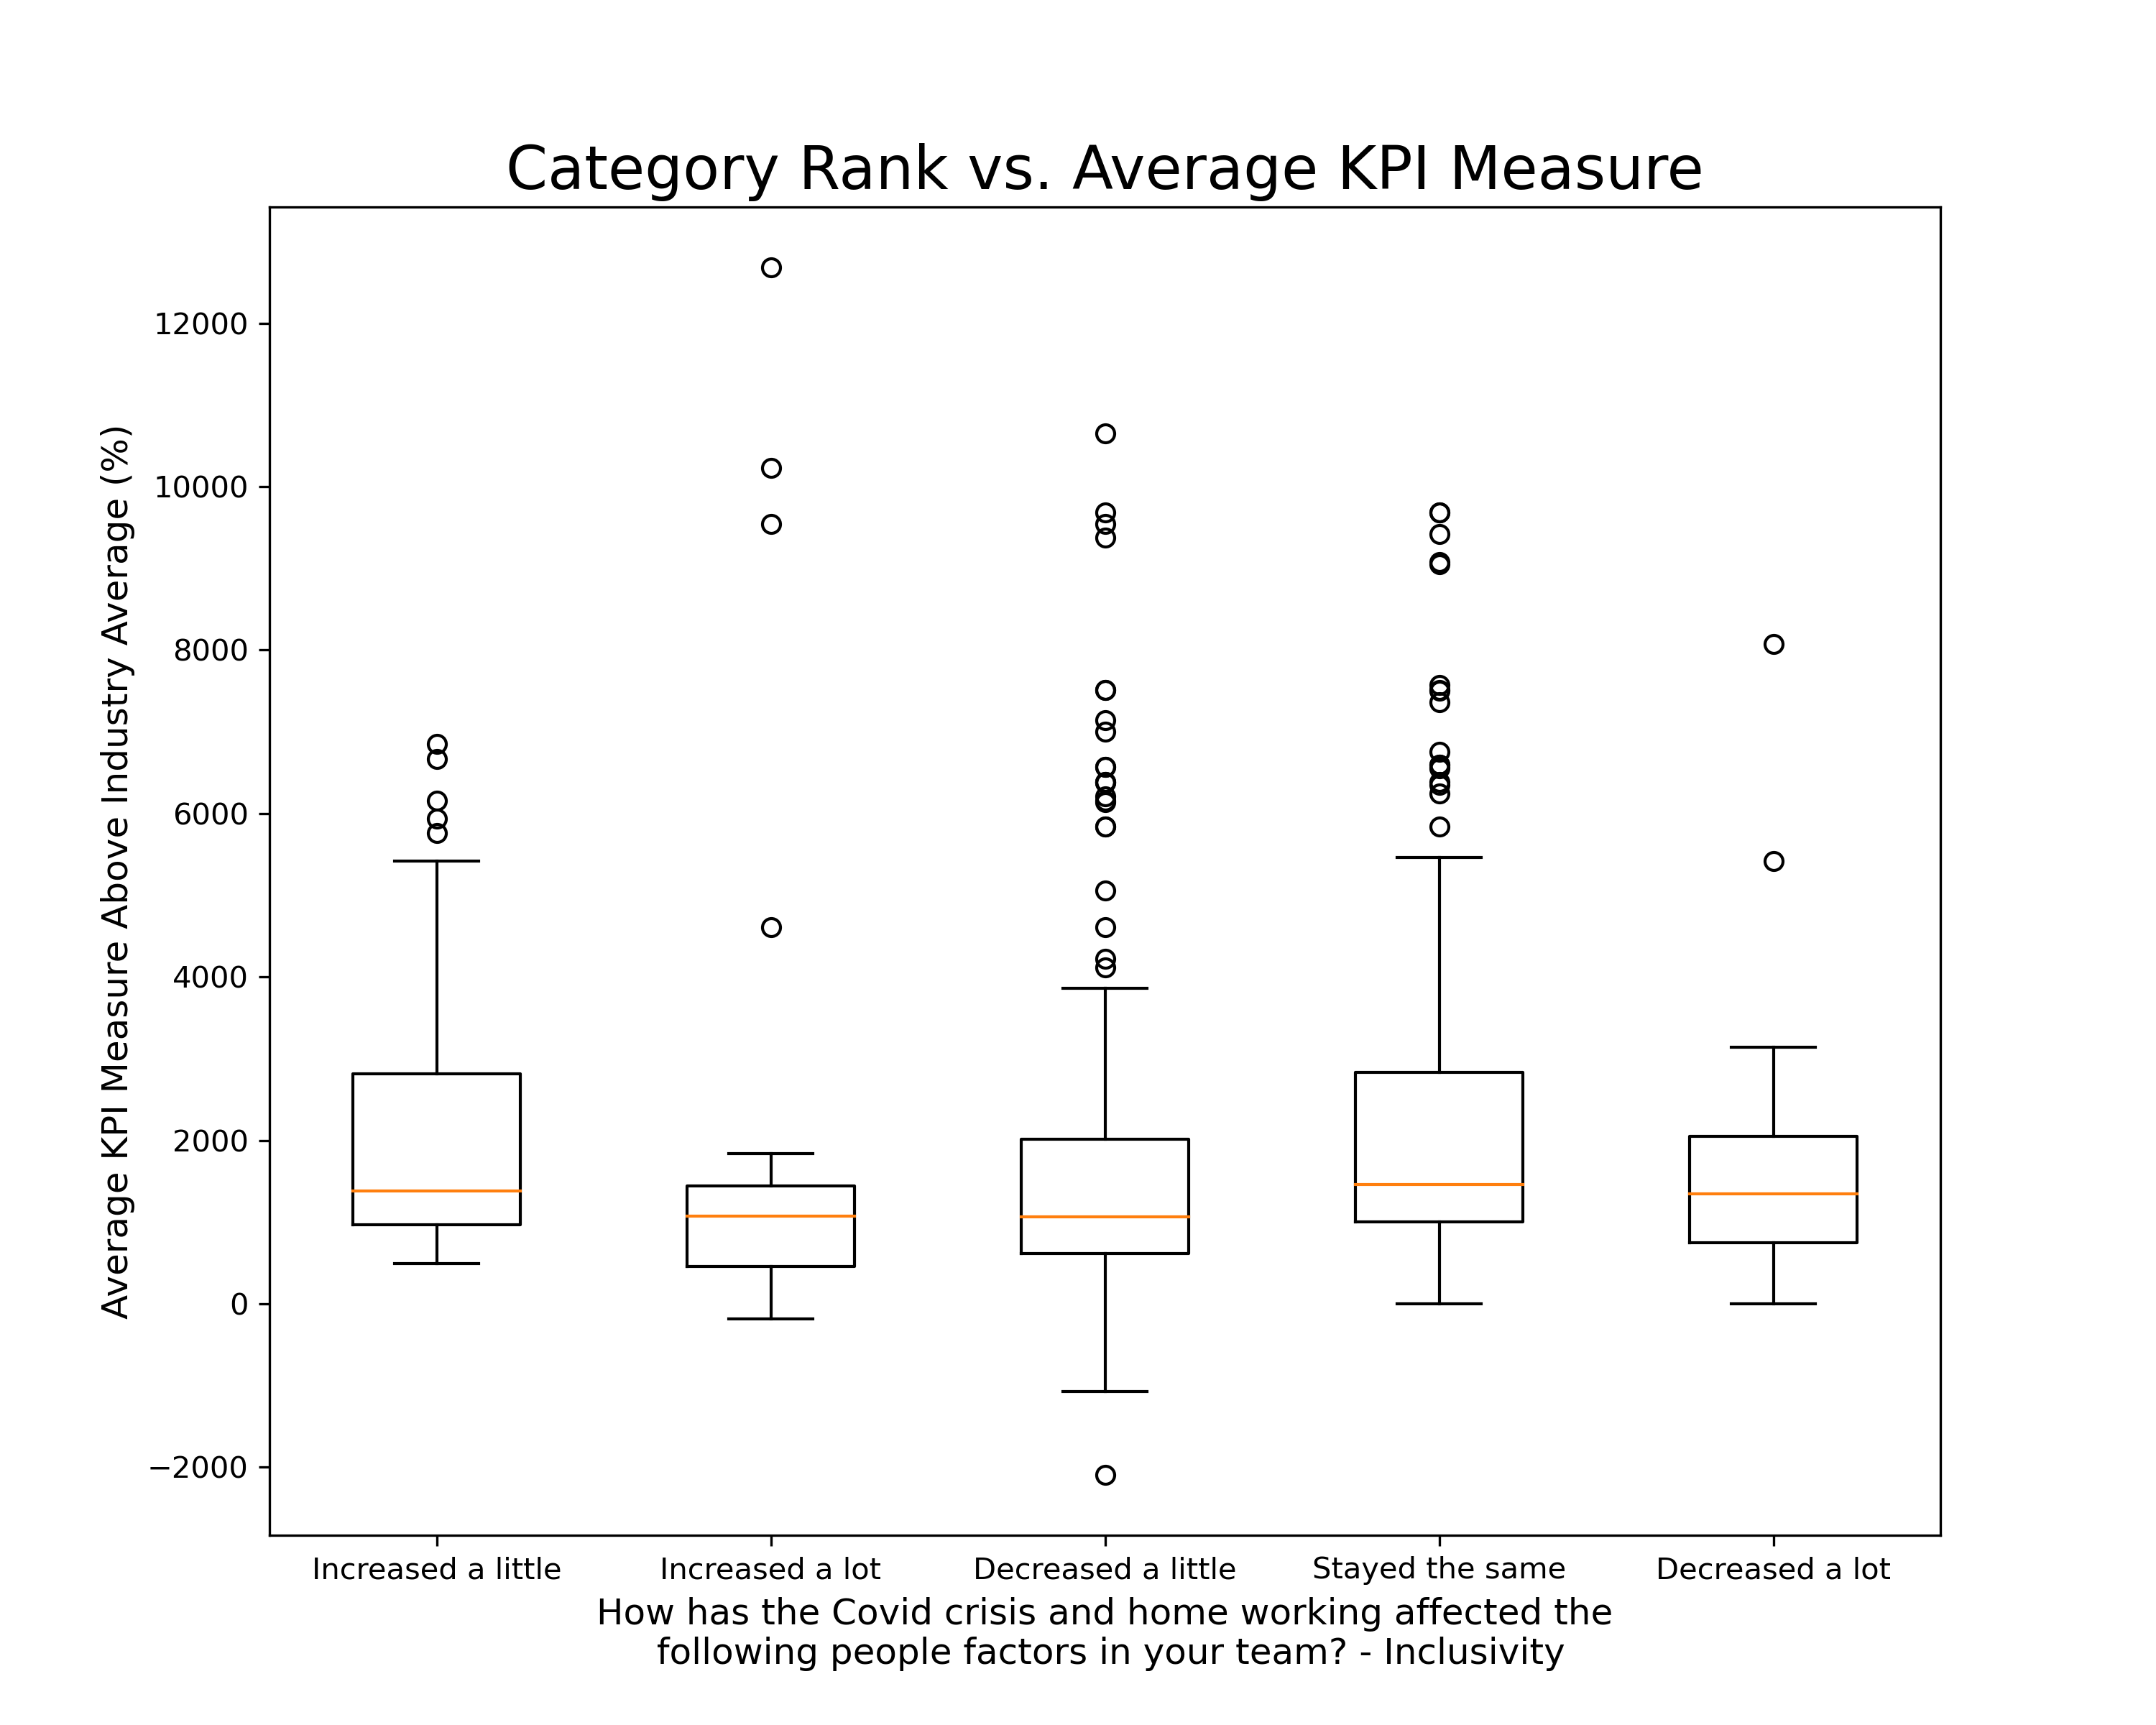 Category Rank vs. Average KPI Measure
Average KPI Measure Above Industry Average (%)
12000
10000
8000
6000
4000
2000
0
−2000
Increased a little
Increased a lot
Decreased a little
Stayed the same
Decreased a lot
How has the Covid crisis and home working affected the
following people factors in your team? - Inclusivity